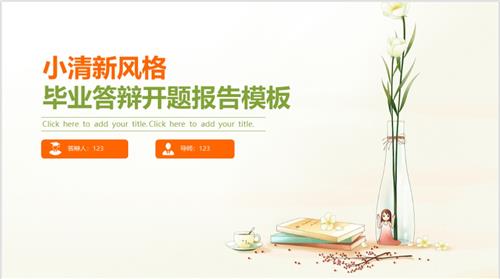 小清新风格
毕业答辩开题报告模板
Click here to add your title.Click here to add your title.
答辩人：123
导师：123